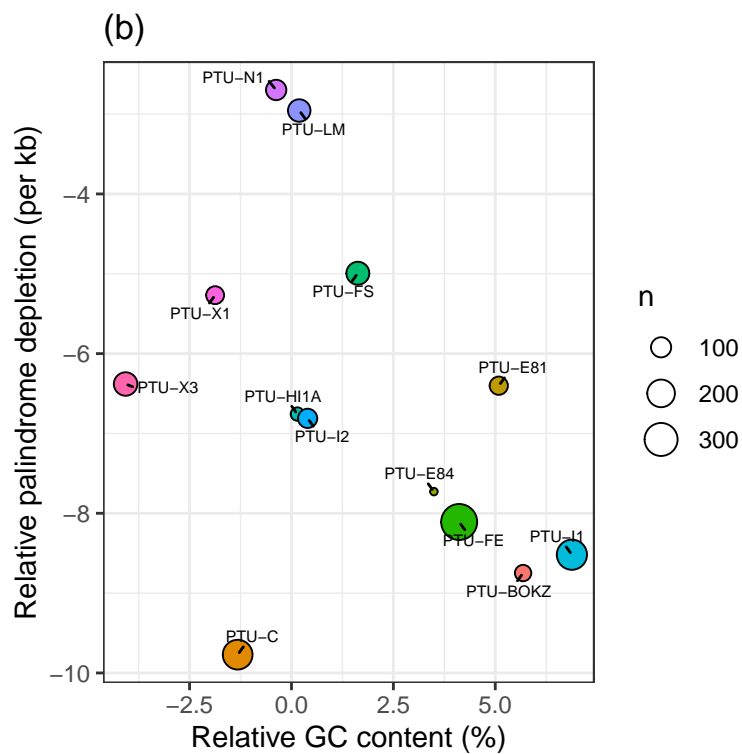 (b)
PTU−N1
PTU−LM
−4
PTU−FS
PTU−X1
n
100
−6
PTU−E81
PTU−X3
PTU−HI1A
200
PTU−I2
300
PTU−E84
−8
PTU−FE
PTU−I1
PTU−BOKZ
PTU−C
−10
−2.5 0.0 2.5 5.0
Relative GC content (%)
Relative palindrome depletion (per kb)